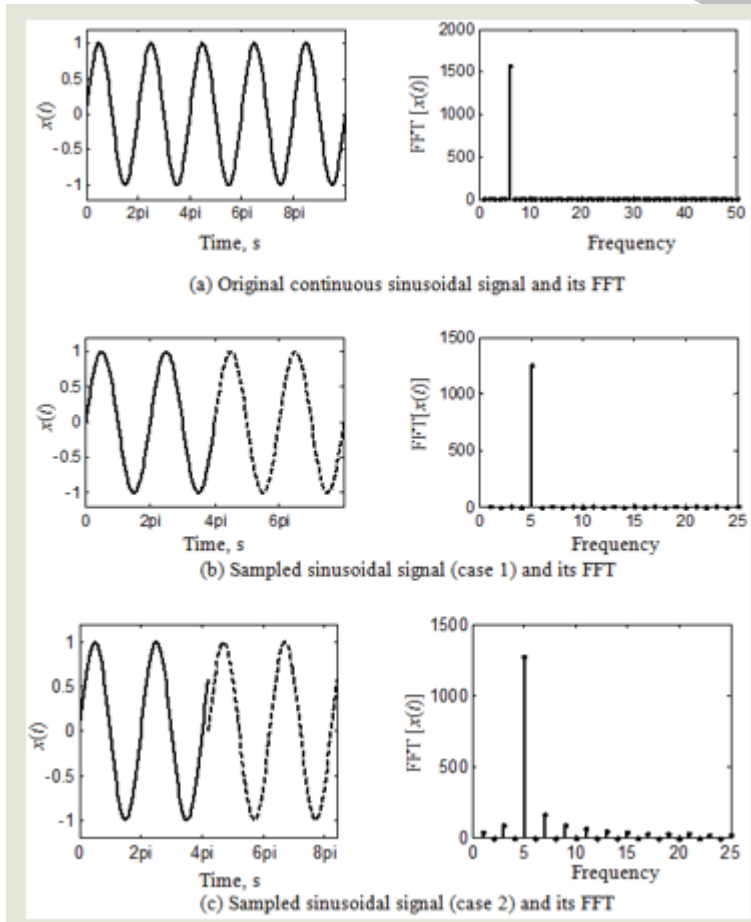 1
0.5
0
-0.5
-1
x(t)
0 2pi 4pi 6pi 8pi
Time, s
2000
1500
1000
500
0
FFT [x(t)]
0 10 20 30 40 50
Frequency
(a) Original continuous sinusoidal signal and its FFT
1
0.5
0
-0.5
-1
x(t)
0 2pi 4pi 6pi
Time, s
1500
1000
500
0
FFT[x(t)]
0 5 10 15 20 25
Frequency
(b) Sampled sinusoidal signal (case 1) and its FFT
1
0.5
0
-0.5
-1
x(t)
0 2pi 4pi 6pi 8pi
Time, s
1500
1000
500
0
FFT [x(t)]
0 5 10 15 20 25
Frequency
(c) Sampled sinusoidal signal (case 2) and its FFT